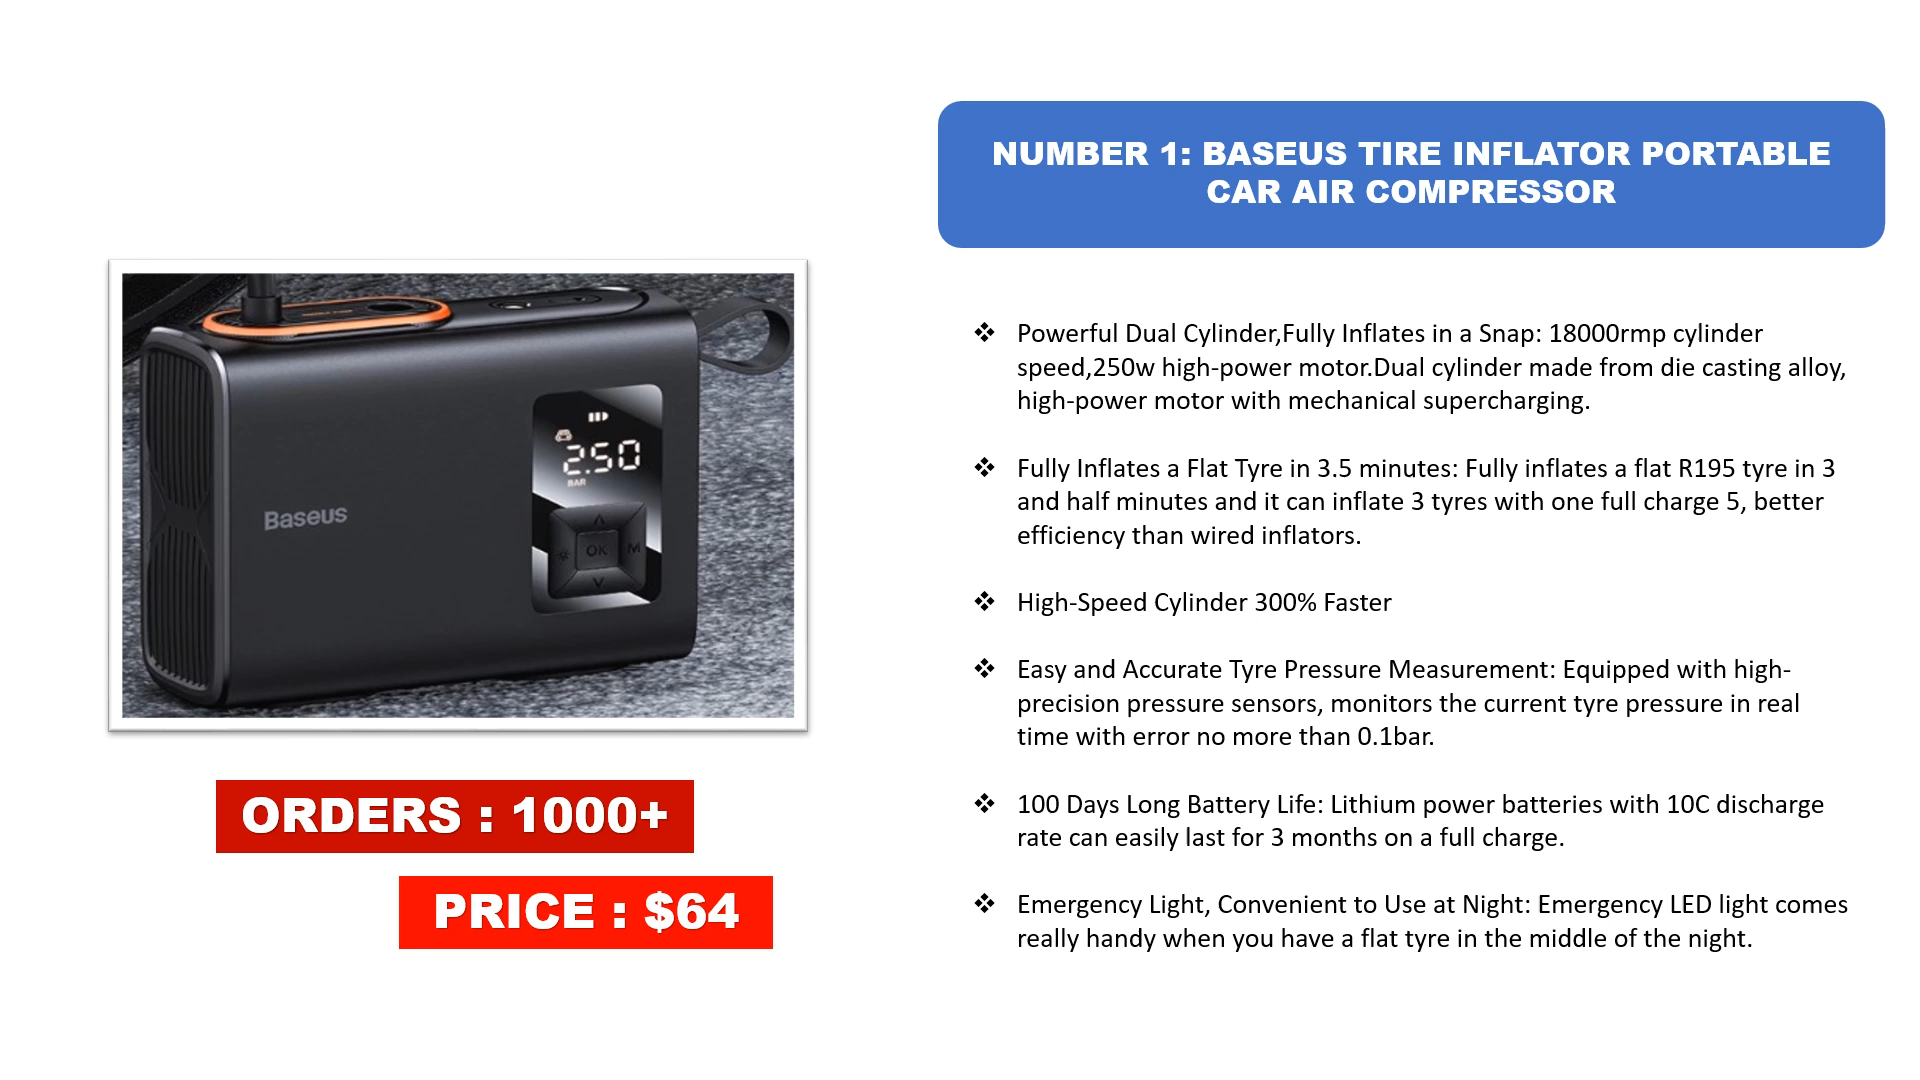 NUMBER 1: BASEUS TIRE INFLATOR PORTABLE
CAR AIR COMPRESSOR
2.50
BAR
Baseus
OK
M
ORDERS : 1000+
PRICE : $64
❖ Powerful Dual Cylinder,Fully Inflates in a Snap: 18000rmp cylinder
speed,250w high-power motor.Dual cylinder made from die casting alloy,
high-power motor with mechanical supercharging.
❖ Fully Inflates a Flat Tyre in 3.5 minutes: Fully inflates a flat R195 tyre in 3
and half minutes and it can inflate 3 tyres with one full charge 5, better
efficiency than wired inflators.
❖ High-Speed Cylinder 300% Faster
❖ Easy and Accurate Tyre Pressure Measurement: Equipped with high-
precision pressure sensors, monitors the current tyre pressure in real
time with error no more than 0.1bar.
❖ 100 Days Long Battery Life: Lithium power batteries with 10C discharge
rate can easily last for 3 months on a full charge.
❖ Emergency Light, Convenient to Use at Night: Emergency LED light comes
really handy when you have a flat tyre in the middle of the night.